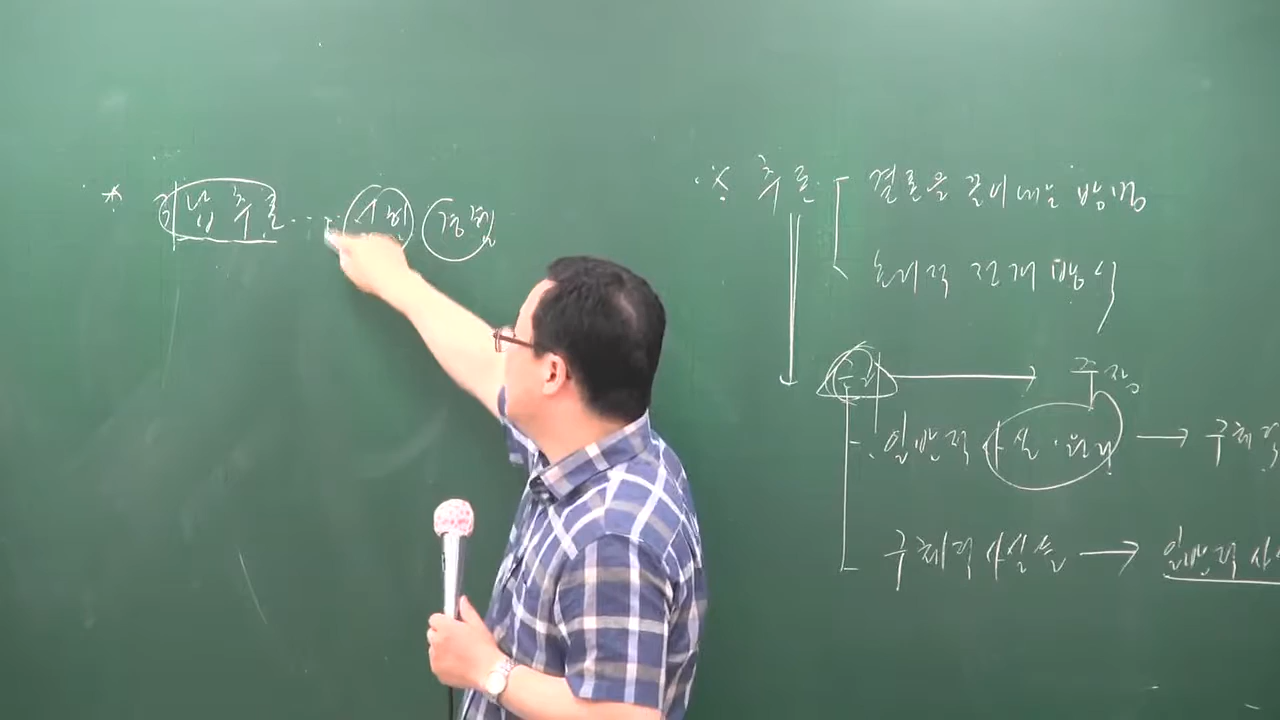 * 귀납 추론 ····· 사례 경험
※ 추론
결론을 끌어내는 방법
논리적 전개 방식
주장
일반적 사실·원리 → 구체적
구체적 사실들 → 일반적 사